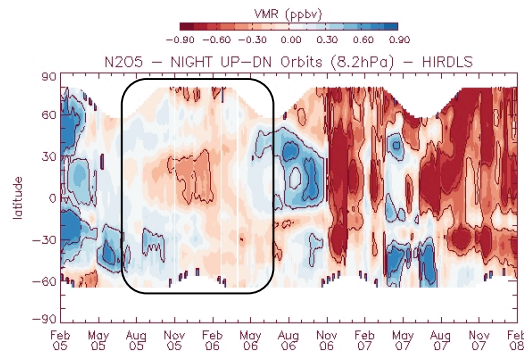 VMR (ppbv)
−0.90 −0.60 −0.30 0.00 0.30 0.60 0.90
N2O5 − NIGHT UP−DN Orbits (8.2hPa) − HIRDLS
90
60
30
0
−30
−60
−90
latitude
Feb May Aug Nov Feb May Aug Nov Feb May Aug Nov Feb
05 05 05 05 06 06 06 06 07 07 07 07 08